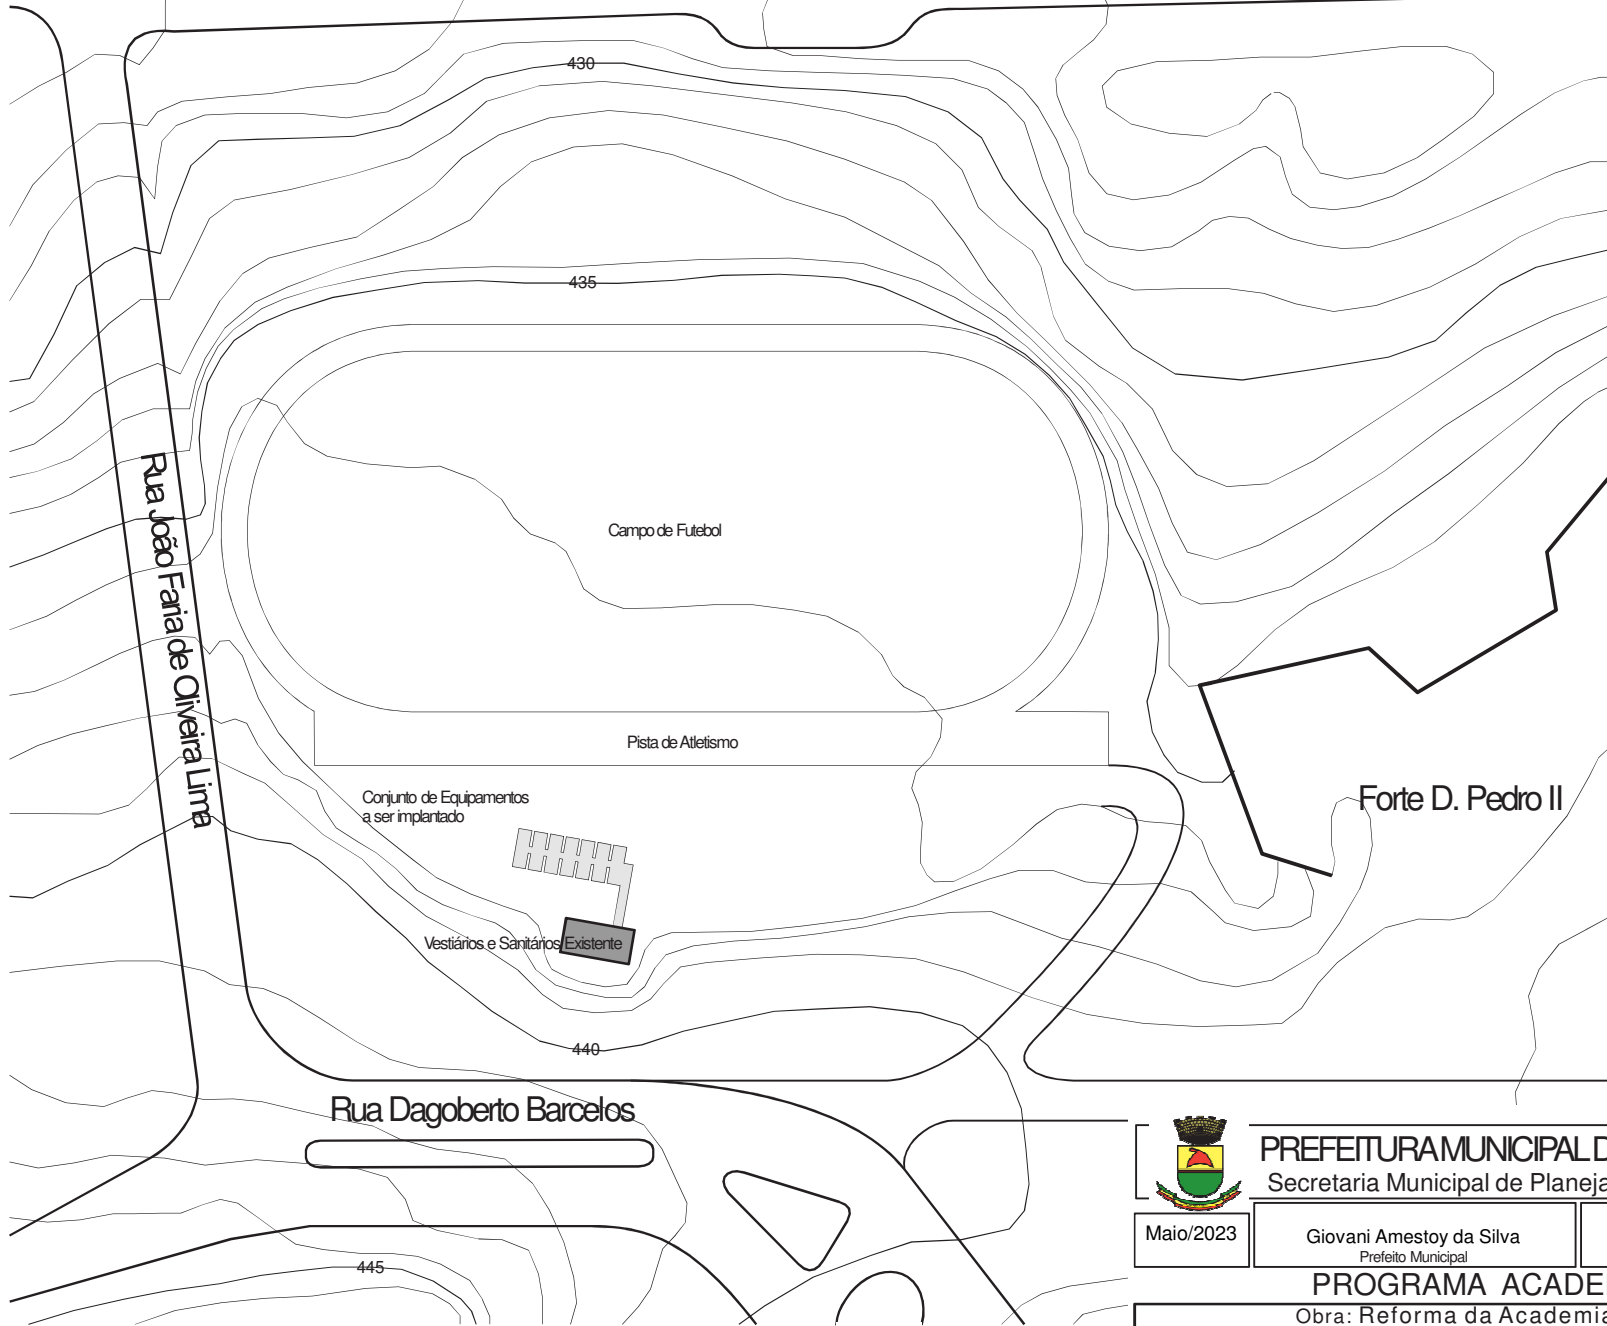 430
435
Rua João Faria de Oliveira Lima
Campo de Futebol
Pista de Atletismo
Conjunto de Equipamentos
a ser implantado
Forte D. Pedro II
Vestiários e Sanitários Existente
440
Rua Dagoberto Barcelos
445
PREFEITURA MUNICIPAL D
Secretaria Municipal de Planeja
Maio/2023
Giovani Amestoy da Silva
Prefeito Municipal
PROGRAMA ACADE
Obra: Reforma da Academia